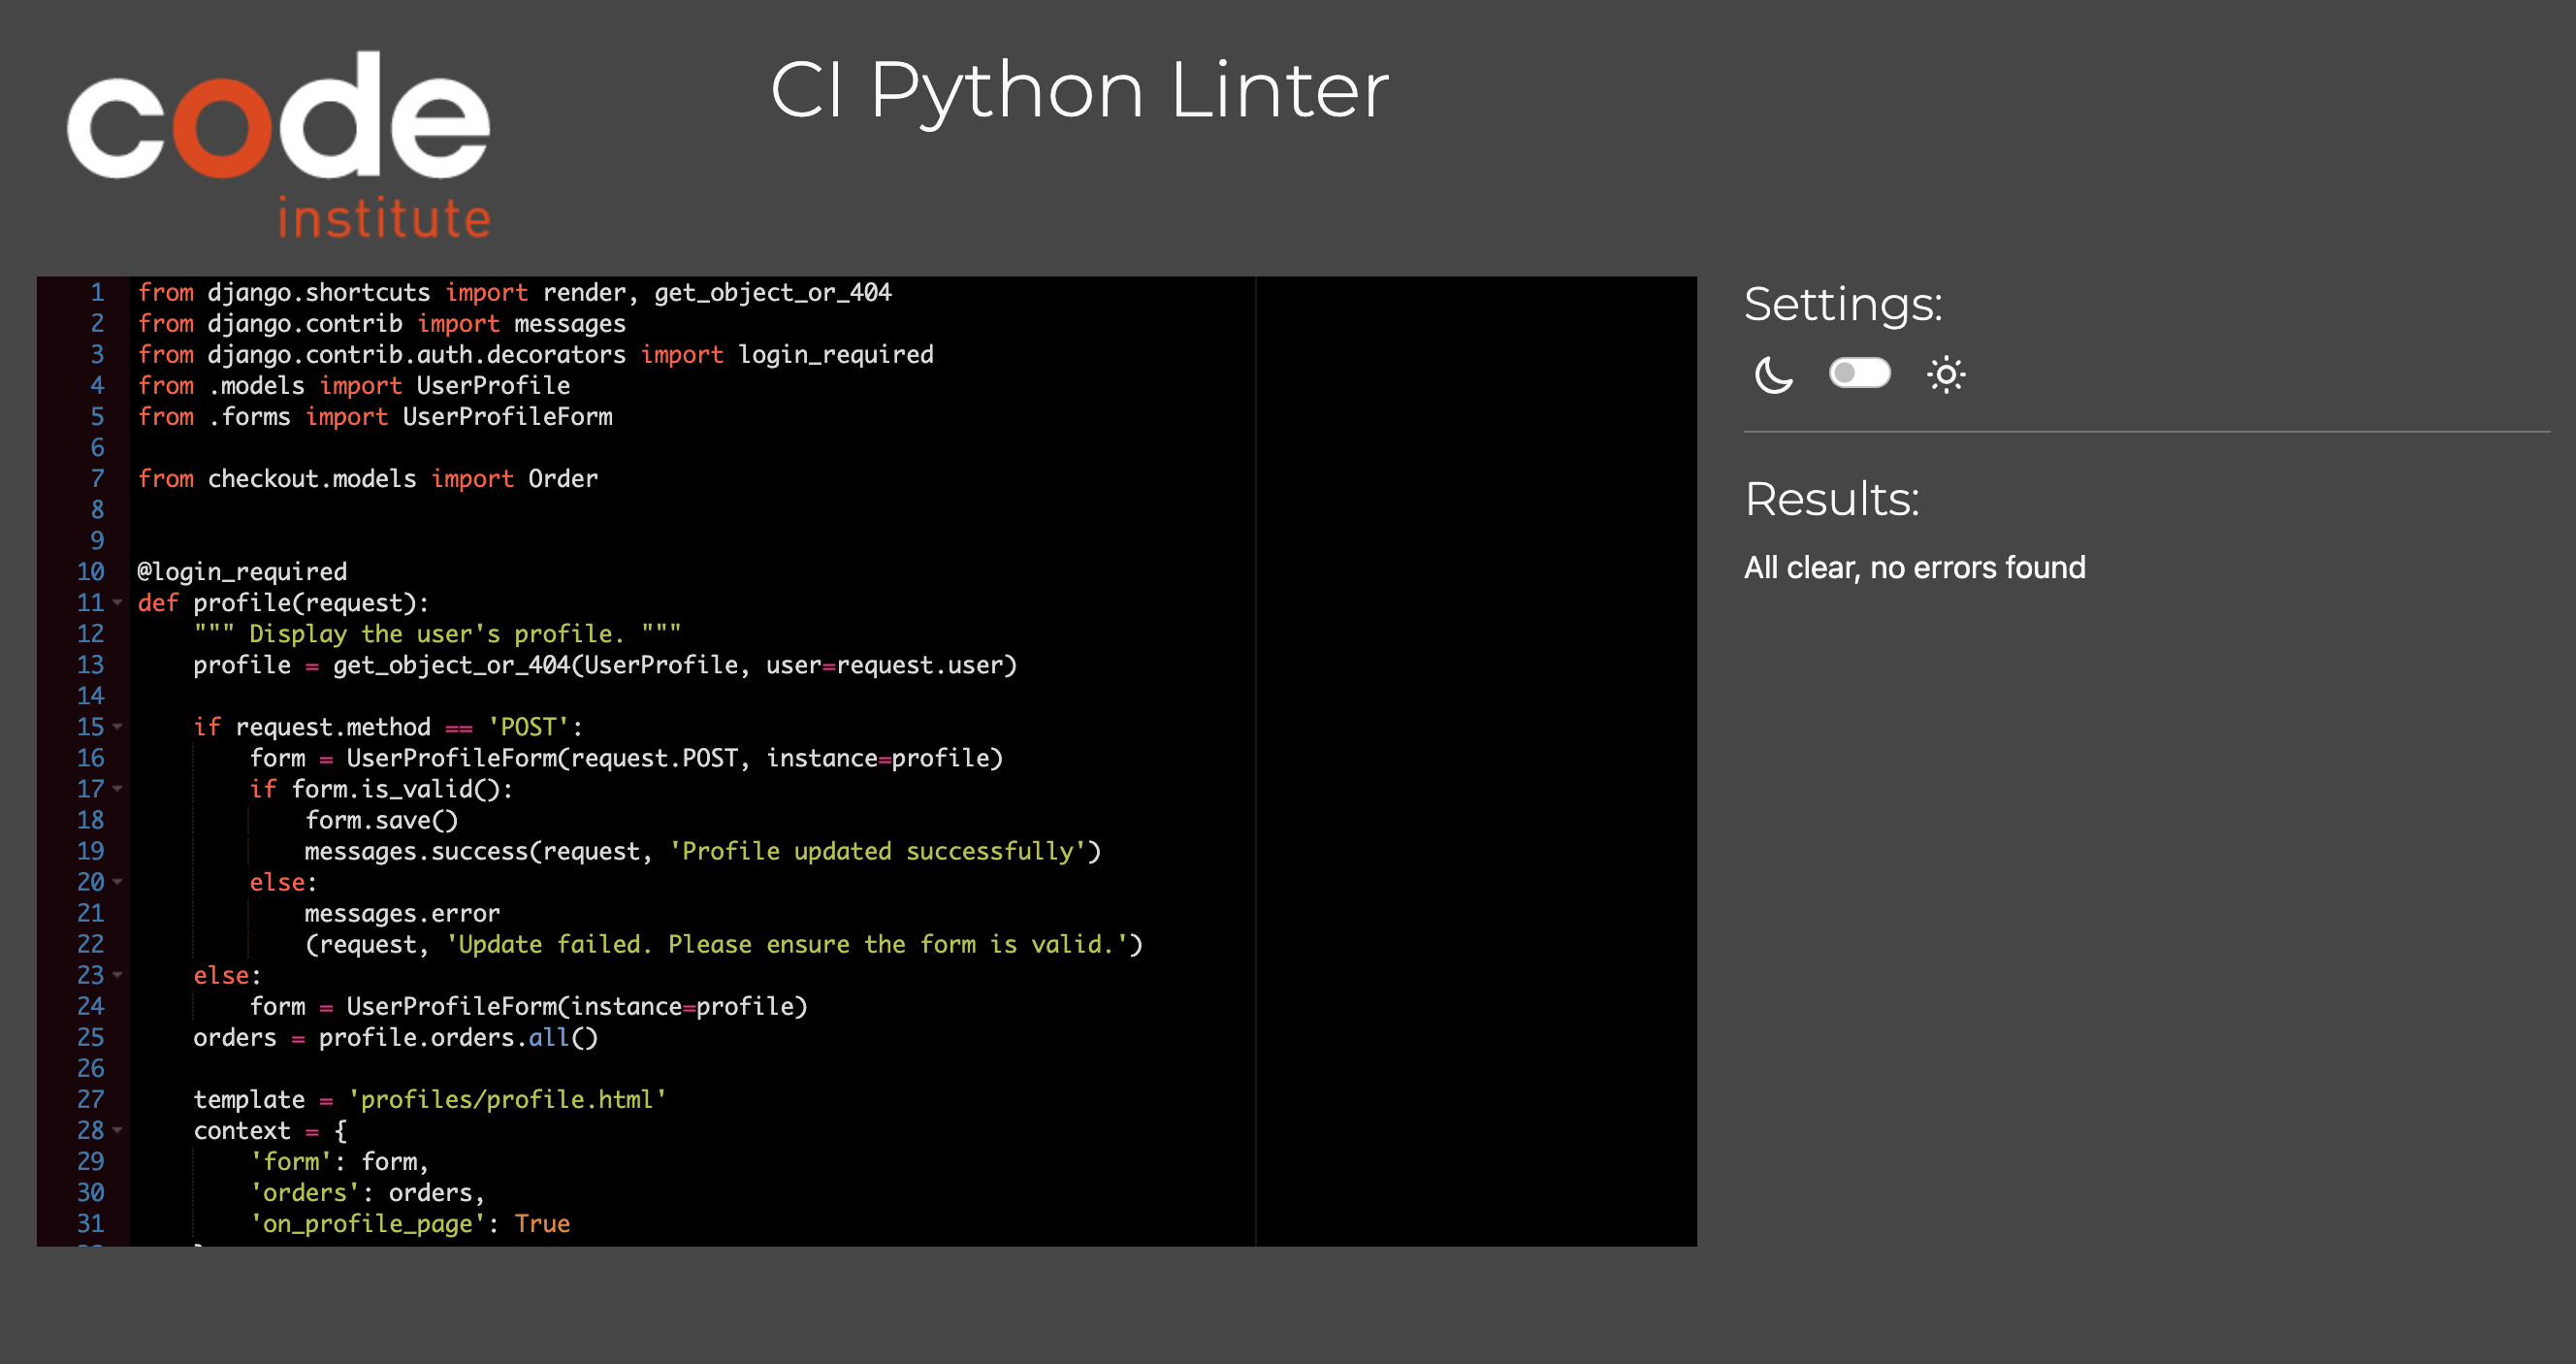 code
institute
CI Python Linter
1 from django.shortcuts import render, get_object_or_404
2 from django.contrib import messages
3 from django.contrib.auth.decorators import login_required
4 from .models import UserProfile
5 from .forms import UserProfileForm
6
7 from checkout.models import Order
8
9
10 @login_required
11 def profile(request):
12     """ Display the user's profile. """
13     profile = get_object_or_404(UserProfile, user=request.user)
14
15     if request.method == 'POST':
16         form = UserProfileForm(request.POST, instance=profile)
17         if form.is_valid():
18             form.save()
19             messages.success(request, 'Profile updated successfully')
20         else:
21             messages.error
22             (request, 'Update failed. Please ensure the form is valid.')
23     else:
24         form = UserProfileForm(instance=profile)
25     orders = profile.orders.all()
26
27     template = 'profiles/profile.html'
28     context = {
29         'form': form,
30         'orders': orders,
31         'on_profile_page': True
Settings:
Results:
All clear, no errors found